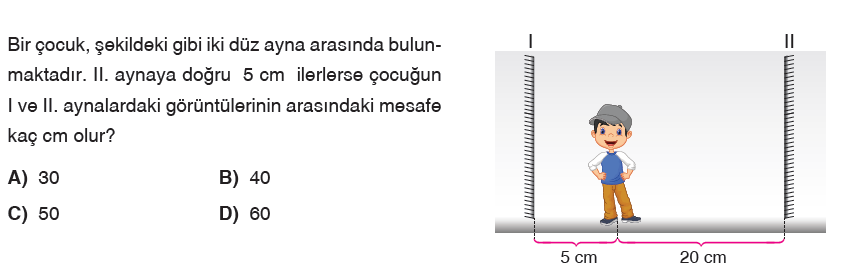 Bir çocuk, şekildeki gibi iki düz ayna arasında bulun-
maktadır. II. aynaya doğru 5 cm ilerlerse çocuğun
I ve II. aynalardaki görüntülerinin arasındaki mesafe
kaç cm olur?
A) 30 B) 40
C) 50 D) 60
I II
5 cm 20 cm